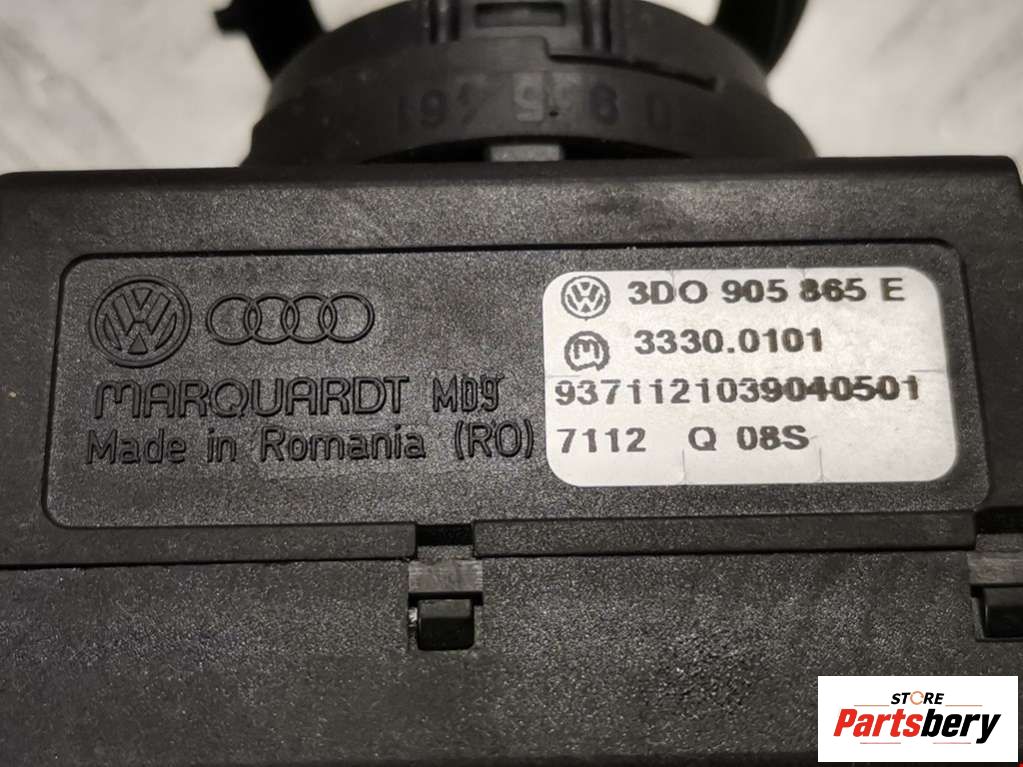 MARQUARDT MD9
Made in Romania (RO)
3D0 905 865 E
3330.0101
9371121039040501
7112 Q 08S
STORE
Partsbery